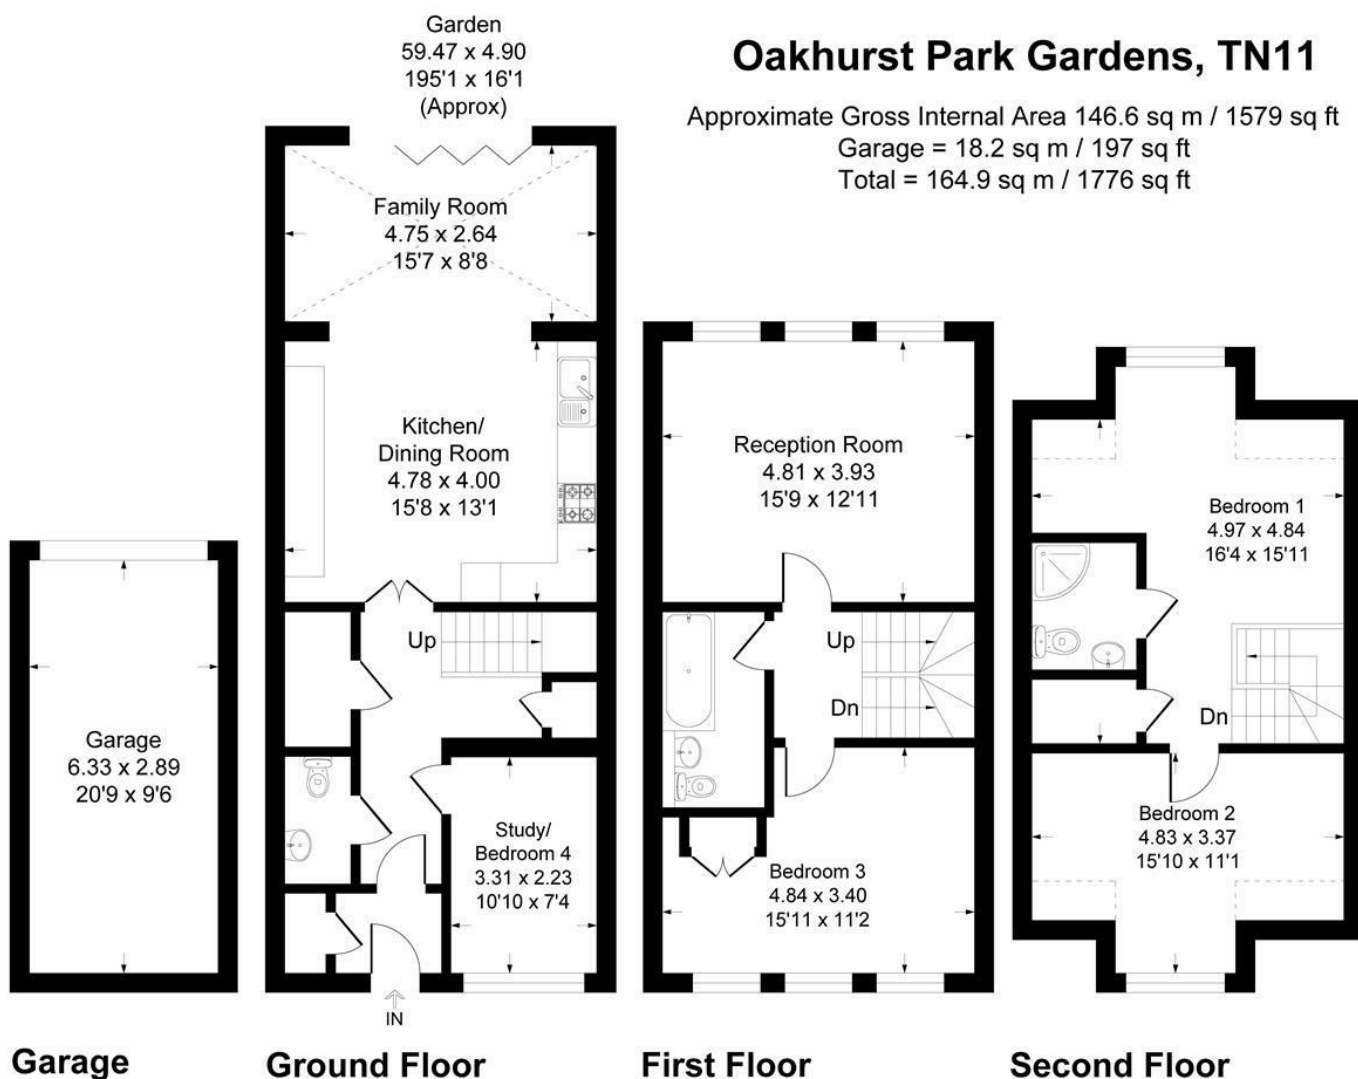 Oakhurst Park Gardens, TN11
Approximate Gross Internal Area 146.6 sq m / 1579 sq ft
Garage = 18.2 sq m / 197 sq ft
Total = 164.9 sq m / 1776 sq ft
Garden
59.47 x 4.90
195'1 x 16'1
(Approx)
Family Room
4.75 x 2.64
15'7 x 8'8
Kitchen/
Dining Room
4.78 x 4.00
15'8 x 13'1
Up
Study/
Bedroom 4
3.31 x 2.23
10'10 x 7'4
IN
Garage
6.33 x 2.89
20'9 x 9'6
Reception Room
4.81 x 3.93
15'9 x 12'11
Up
Dn
Bedroom 3
4.84 x 3.40
15'11 x 11'2
Bedroom 1
4.97 x 4.84
16'4 x 15'11
Dn
Bedroom 2
4.83 x 3.37
15'10 x 11'1
Garage
Ground Floor
First Floor
Second Floor